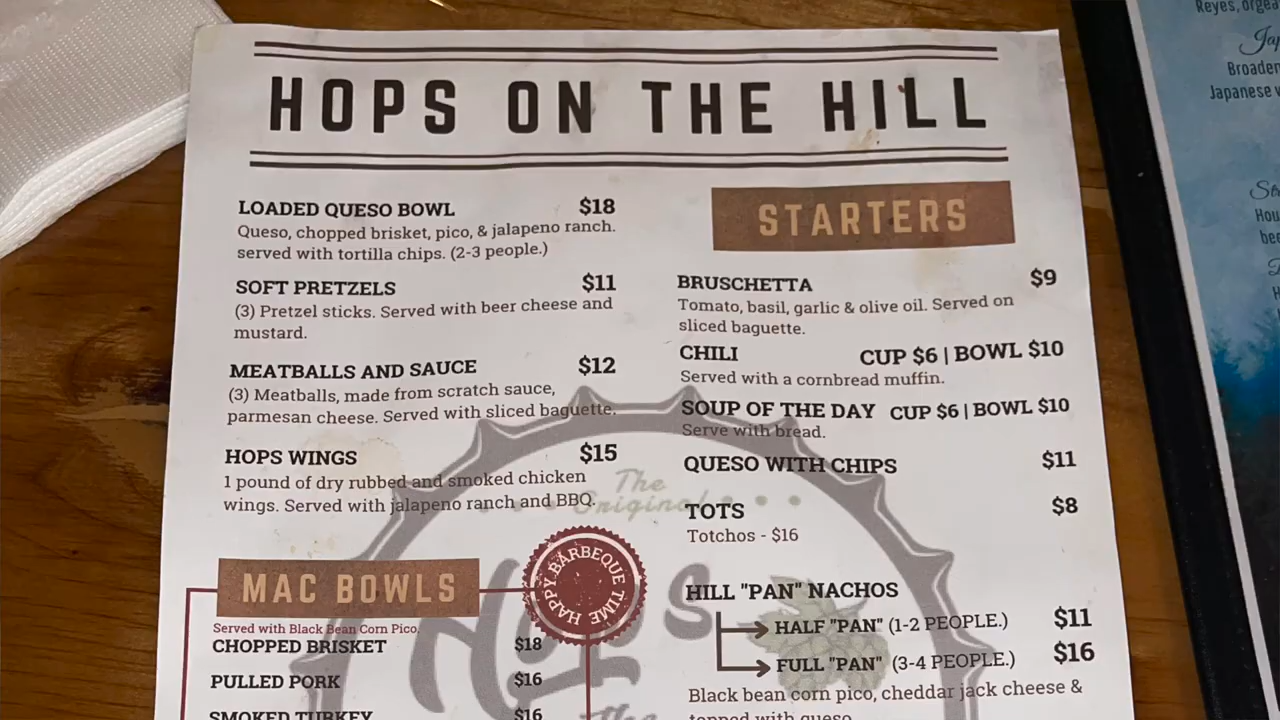 HOPS ON THE HILL
LOADED QUESO BOWL $18
Queso, chopped brisket, pico, & jalapeno ranch.
served with tortilla chips. (2-3 people.)
SOFT PRETZELS $11
(3) Pretzel sticks. Served with beer cheese and
mustard.
MEATBALLS AND SAUCE $12
(3) Meatballs, made from scratch sauce,
parmesan cheese. Served with sliced baguette.
HOPS WINGS $15
1 pound of dry rubbed and smoked chicken
wings. Served with jalapeno ranch and BBQ.
MAC BOWLS
HAPPY BARBEQUE TIME
Served with Black Bean Corn Pico.
CHOPPED BRISKET $18
PULLED PORK $16
SMOKED TURKEY $16
STARTERS
BRUSCHETTA $9
Tomato, basil, garlic & olive oil. Served on
sliced baguette.
CHILI CUP $6 | BOWL $10
Served with a cornbread muffin.
SOUP OF THE DAY CUP $6 | BOWL $10
Serve with bread.
QUESO WITH CHIPS $11
TOTS $8
Totchos - $16
HILL "PAN" NACHOS
HALF "PAN" (1-2 PEOPLE.) $11
FULL "PAN" (3-4 PEOPLE.) $16
Black bean corn pico, cheddar jack cheese &
topped with queso
The
Original
Hops
the
Reyes,
Broaden
Japanese